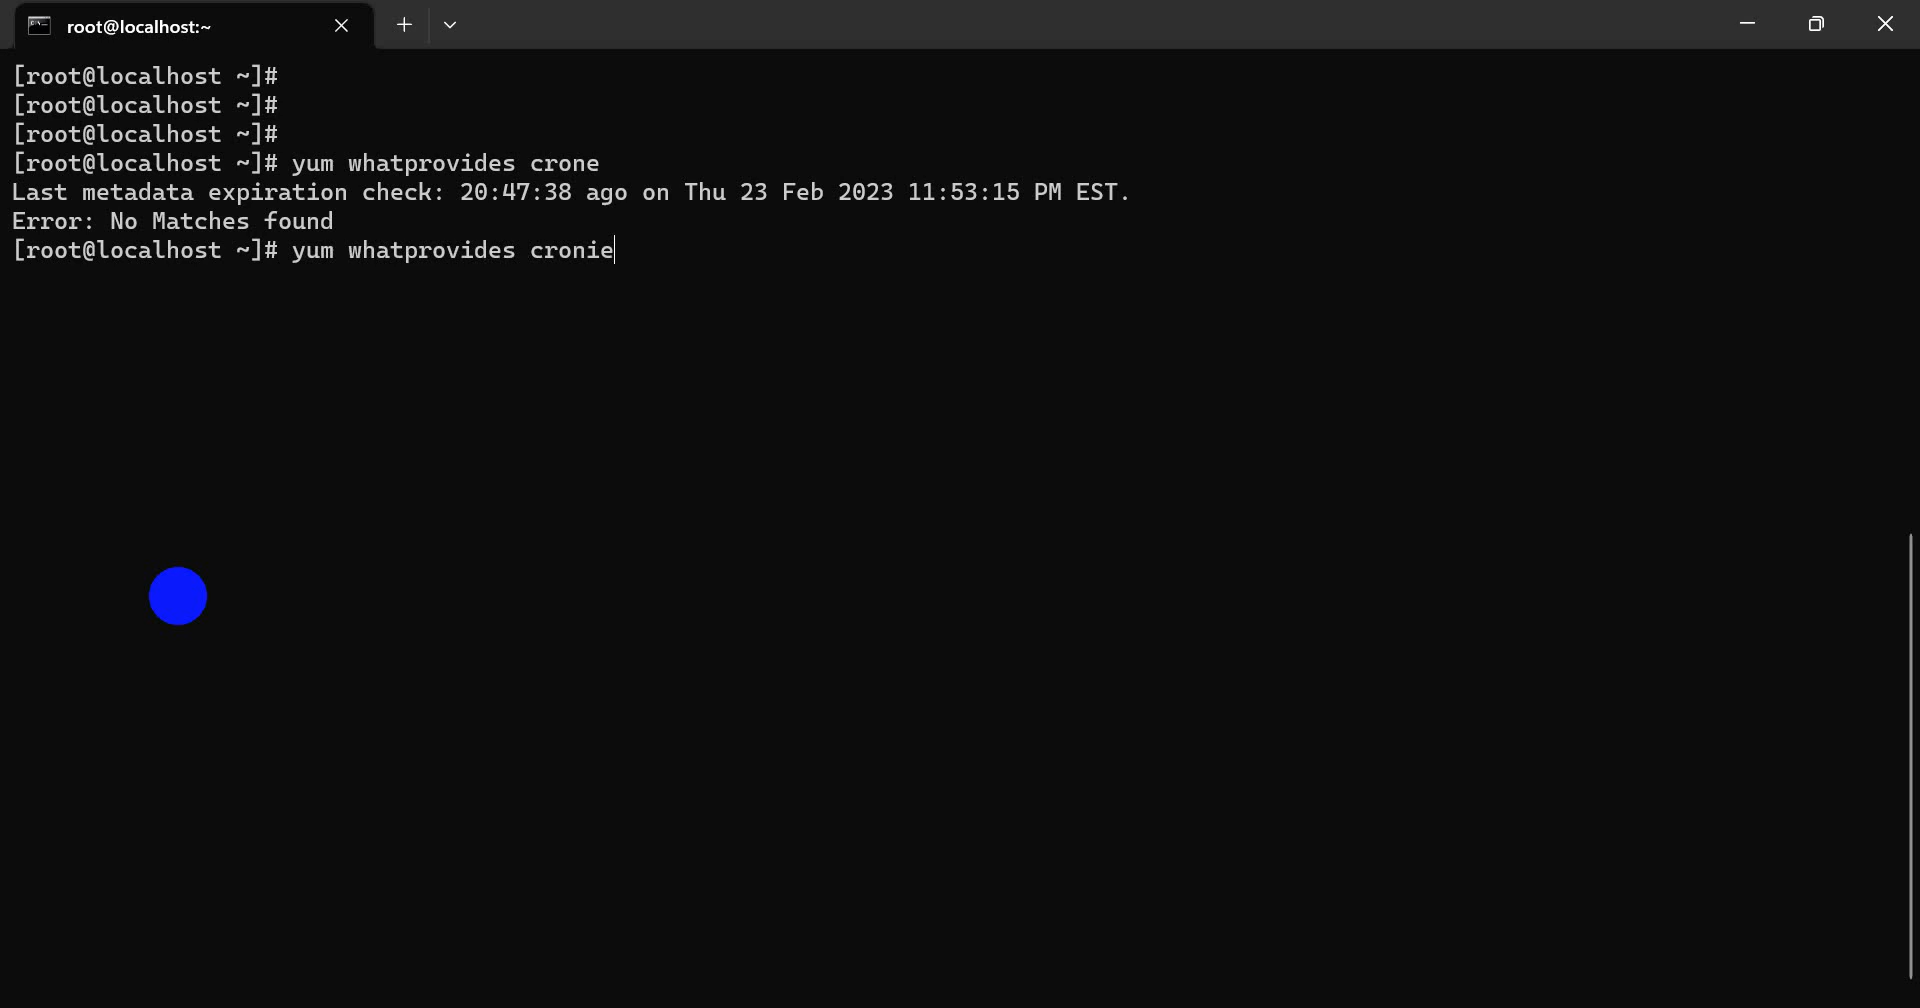 root@localhost:~
[root@localhost ~]#
[root@localhost ~]#
[root@localhost ~]#
[root@localhost ~]# yum whatprovides crone
Last metadata expiration check: 20:47:38 ago on Thu 23 Feb 2023 11:53:15 PM EST.
Error: No Matches found
[root@localhost ~]# yum whatprovides cronie